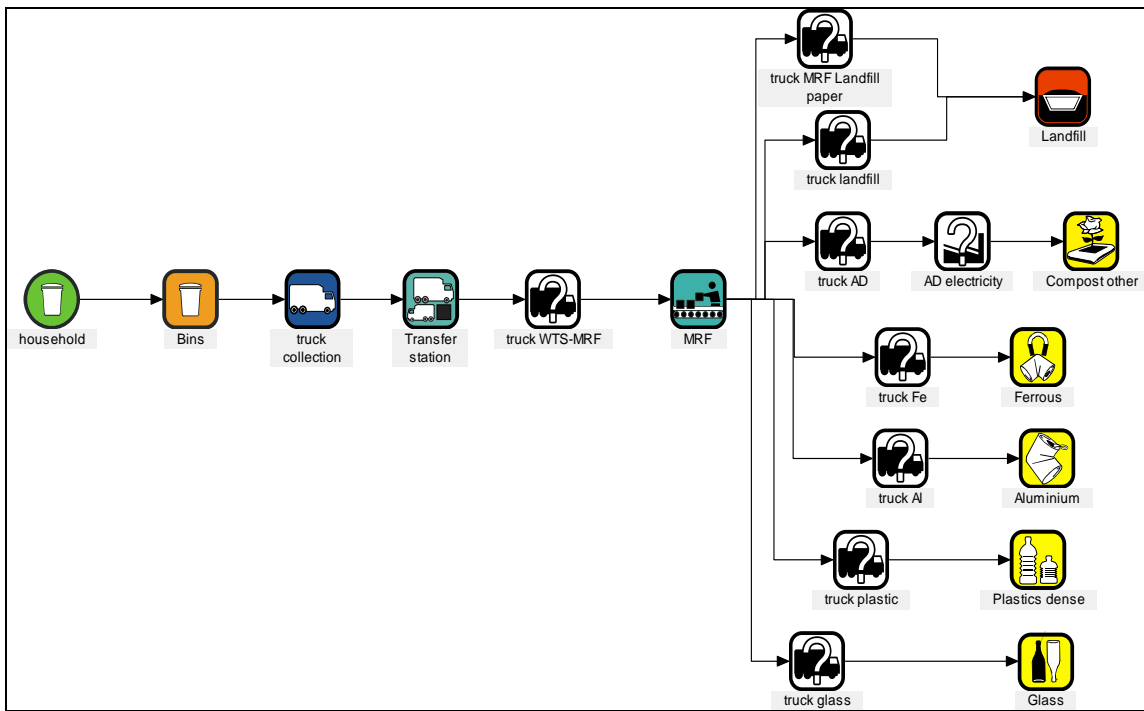 truck MRF Landfill
paper
Landfill
truck landfill
truck AD
AD electricity
Compost other
household
Bins
truck
collection
Transfer
station
truck WTS-MRF
MRF
truck Fe
Ferrous
truck Al
Aluminium
truck plastic
Plastics dense
truck glass
Glass